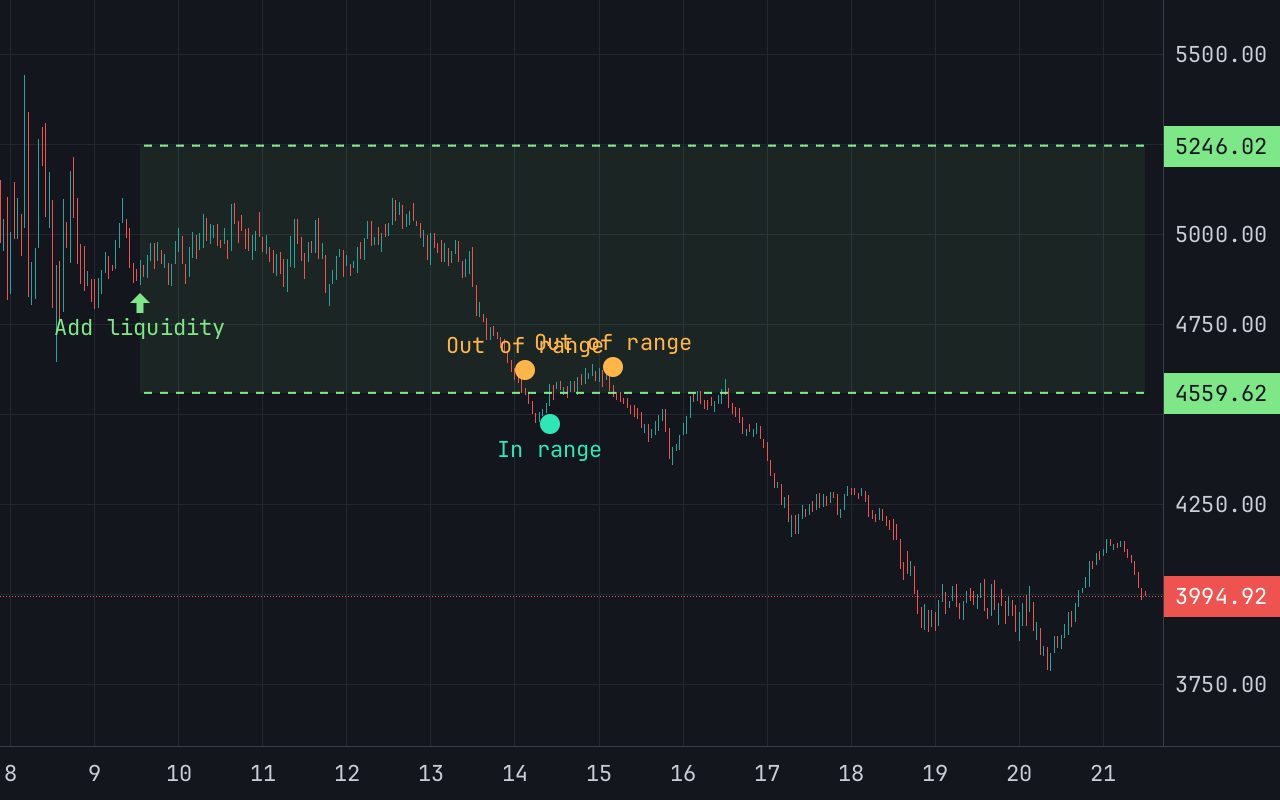 5500.00
5246.02
5000.00
Add liquidity
4750.00
Out of range
Out of range
4559.62
In range
4250.00
3994.92
3750.00
8 9 10 11 12 13 14 15 16 17 18 19 20 21